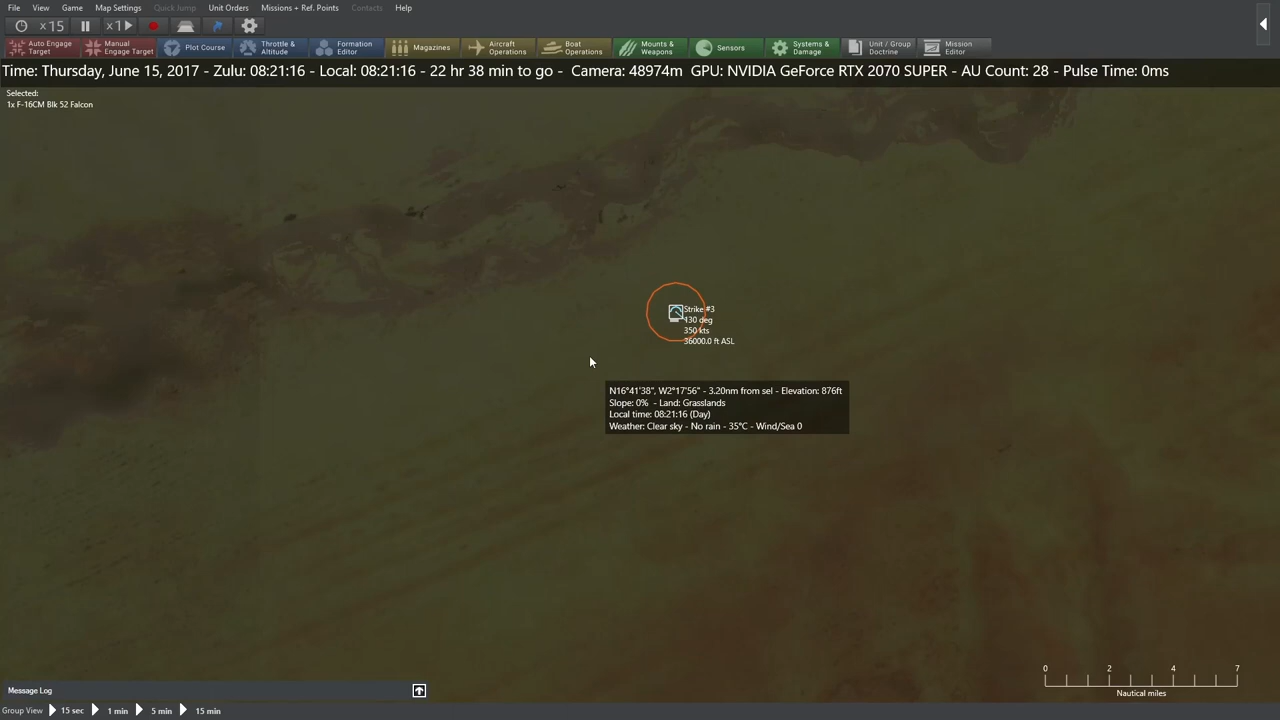 File View Game Map Settings Quick Jump Unit Orders Missions + Ref. Points Contacts Help
x15 x1
Auto Engage Target Manual Engage Target Plot Course Throttle & Altitude Formation Editor Magazines Aircraft Operations Boat Operations Mounts & Weapons Sensors Systems & Damage Unit / Group Doctrine Mission Editor
Time: Thursday, June 15, 2017 - Zulu: 08:21:16 - Local: 08:21:16 - 22 hr 38 min to go - Camera: 48974m GPU: NVIDIA GeForce RTX 2070 SUPER - AU Count: 28 - Pulse Time: 0ms
Selected:
1x F-16CM Blk 52 Falcon
Strike #3
130 deg
350 kts
36000.0 ft ASL
N16°41'38", W2°17'56" - 3.20nm from sel - Elevation: 876ft
Slope: 0% - Land: Grasslands
Local time: 08:21:16 (Day)
Weather: Clear sky - No rain - 35°C - Wind/Sea 0
0 2 4 7
Nautical miles
Message Log
Group View 15 sec 1 min 5 min 15 min